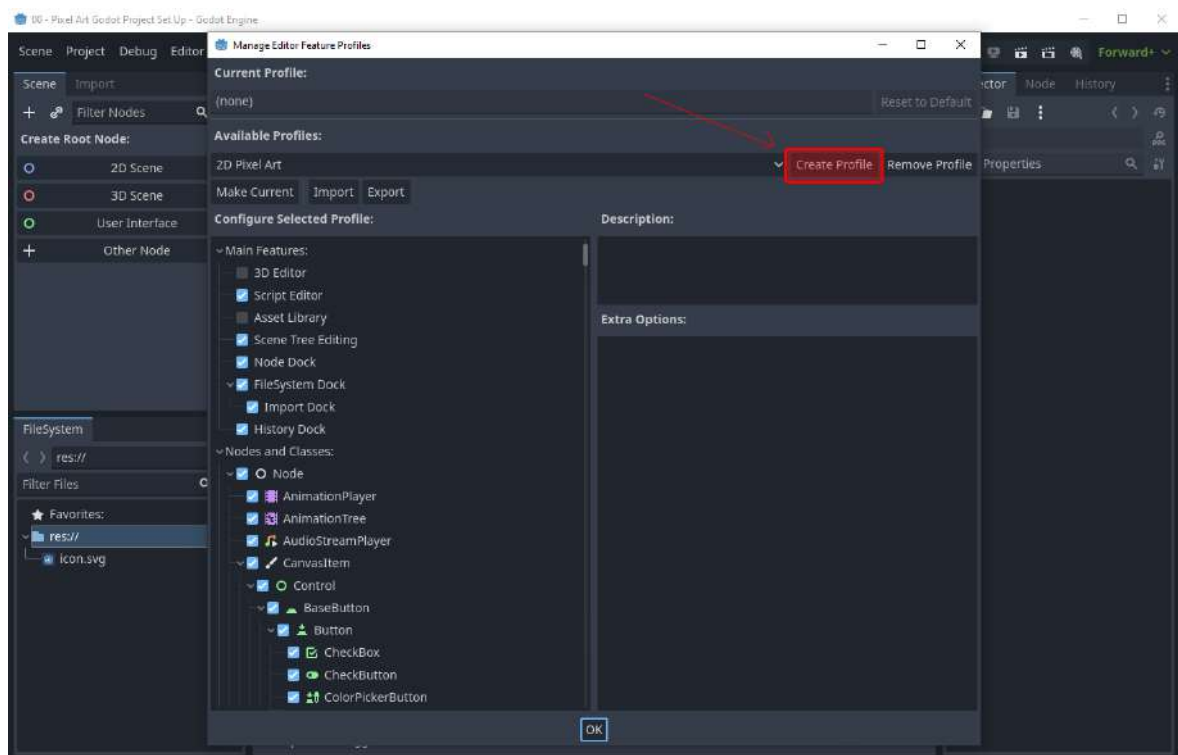 00 - Pixel Art Godot Project Set Up - Godot Engine
Scene Project Debug Editor
Manage Editor Feature Profiles
Forward+
Scene Import
Current Profile:
Node History
Filter Nodes
(none)
Reset to Default
Create Root Node:
Available Profiles:
2D Scene
2D Pixel Art
Create Profile
Remove Profile
Properties
3D Scene
Make Current
Import
Export
User Interface
Configure Selected Profile:
Description:
Other Node
Main Features:
3D Editor
Script Editor
Asset Library
Extra Options:
Scene Tree Editing
Node Dock
FileSystem Dock
Import Dock
History Dock
FileSystem
Nodes and Classes:
res://
Node
Filter Files
AnimationPlayer
Favorites:
AnimationTree
res://
AudioStreamPlayer
icon.svg
CanvasItem
Control
BaseButton
Button
CheckBox
CheckButton
ColorPickerButton
OK